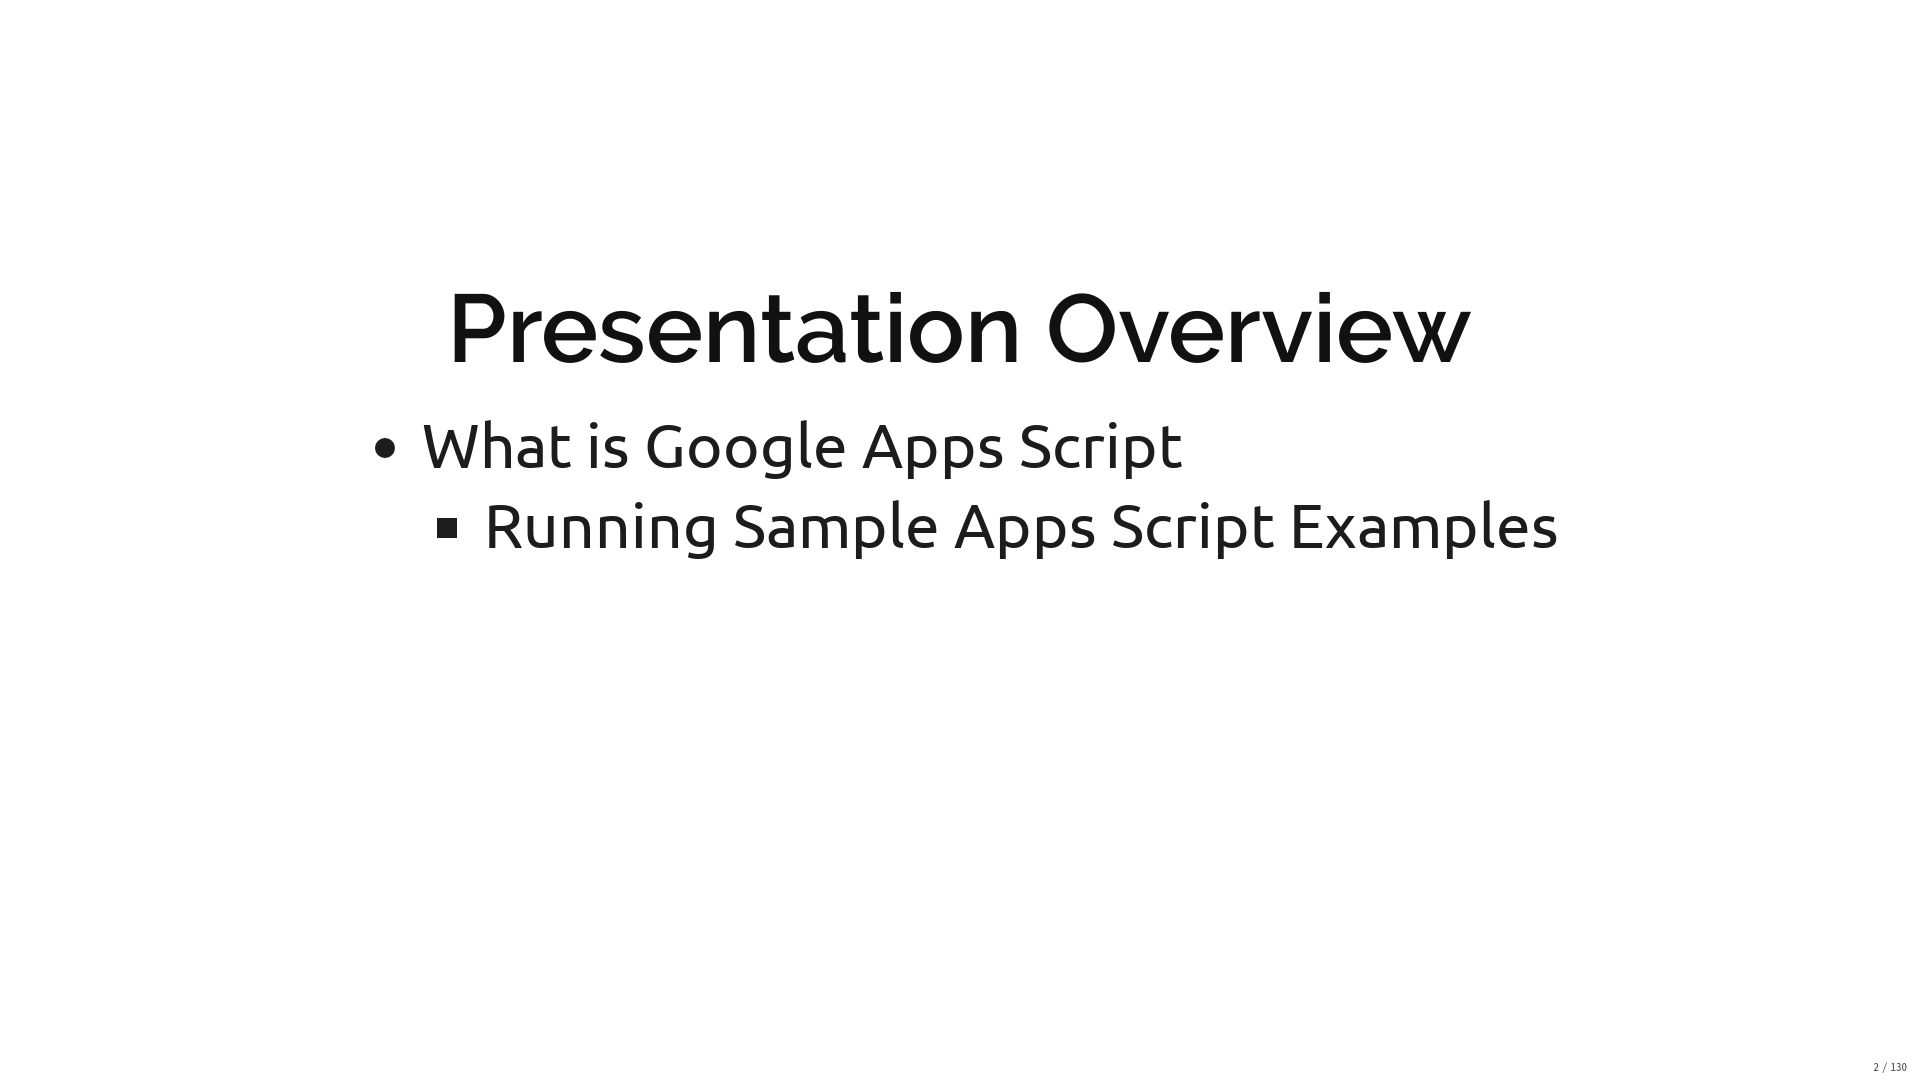 Presentation Overview
What is Google Apps Script
Running Sample Apps Script Examples
2 / 130